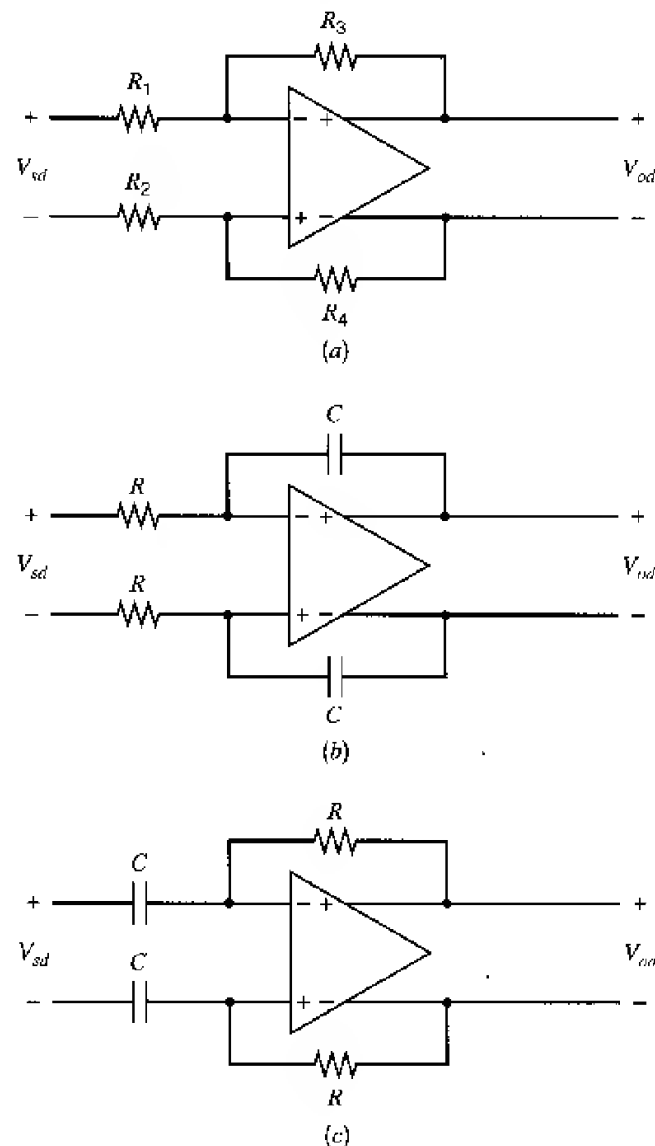 R3
R1
+ − + +
Vsd Vod
R2
− + − −
R4
(a)
C
R
+ − + +
Vsd Vod
R
− + − −
C
(b)
R
C
+ − + +
Vsd Vod
C
− + − −
R
(c)